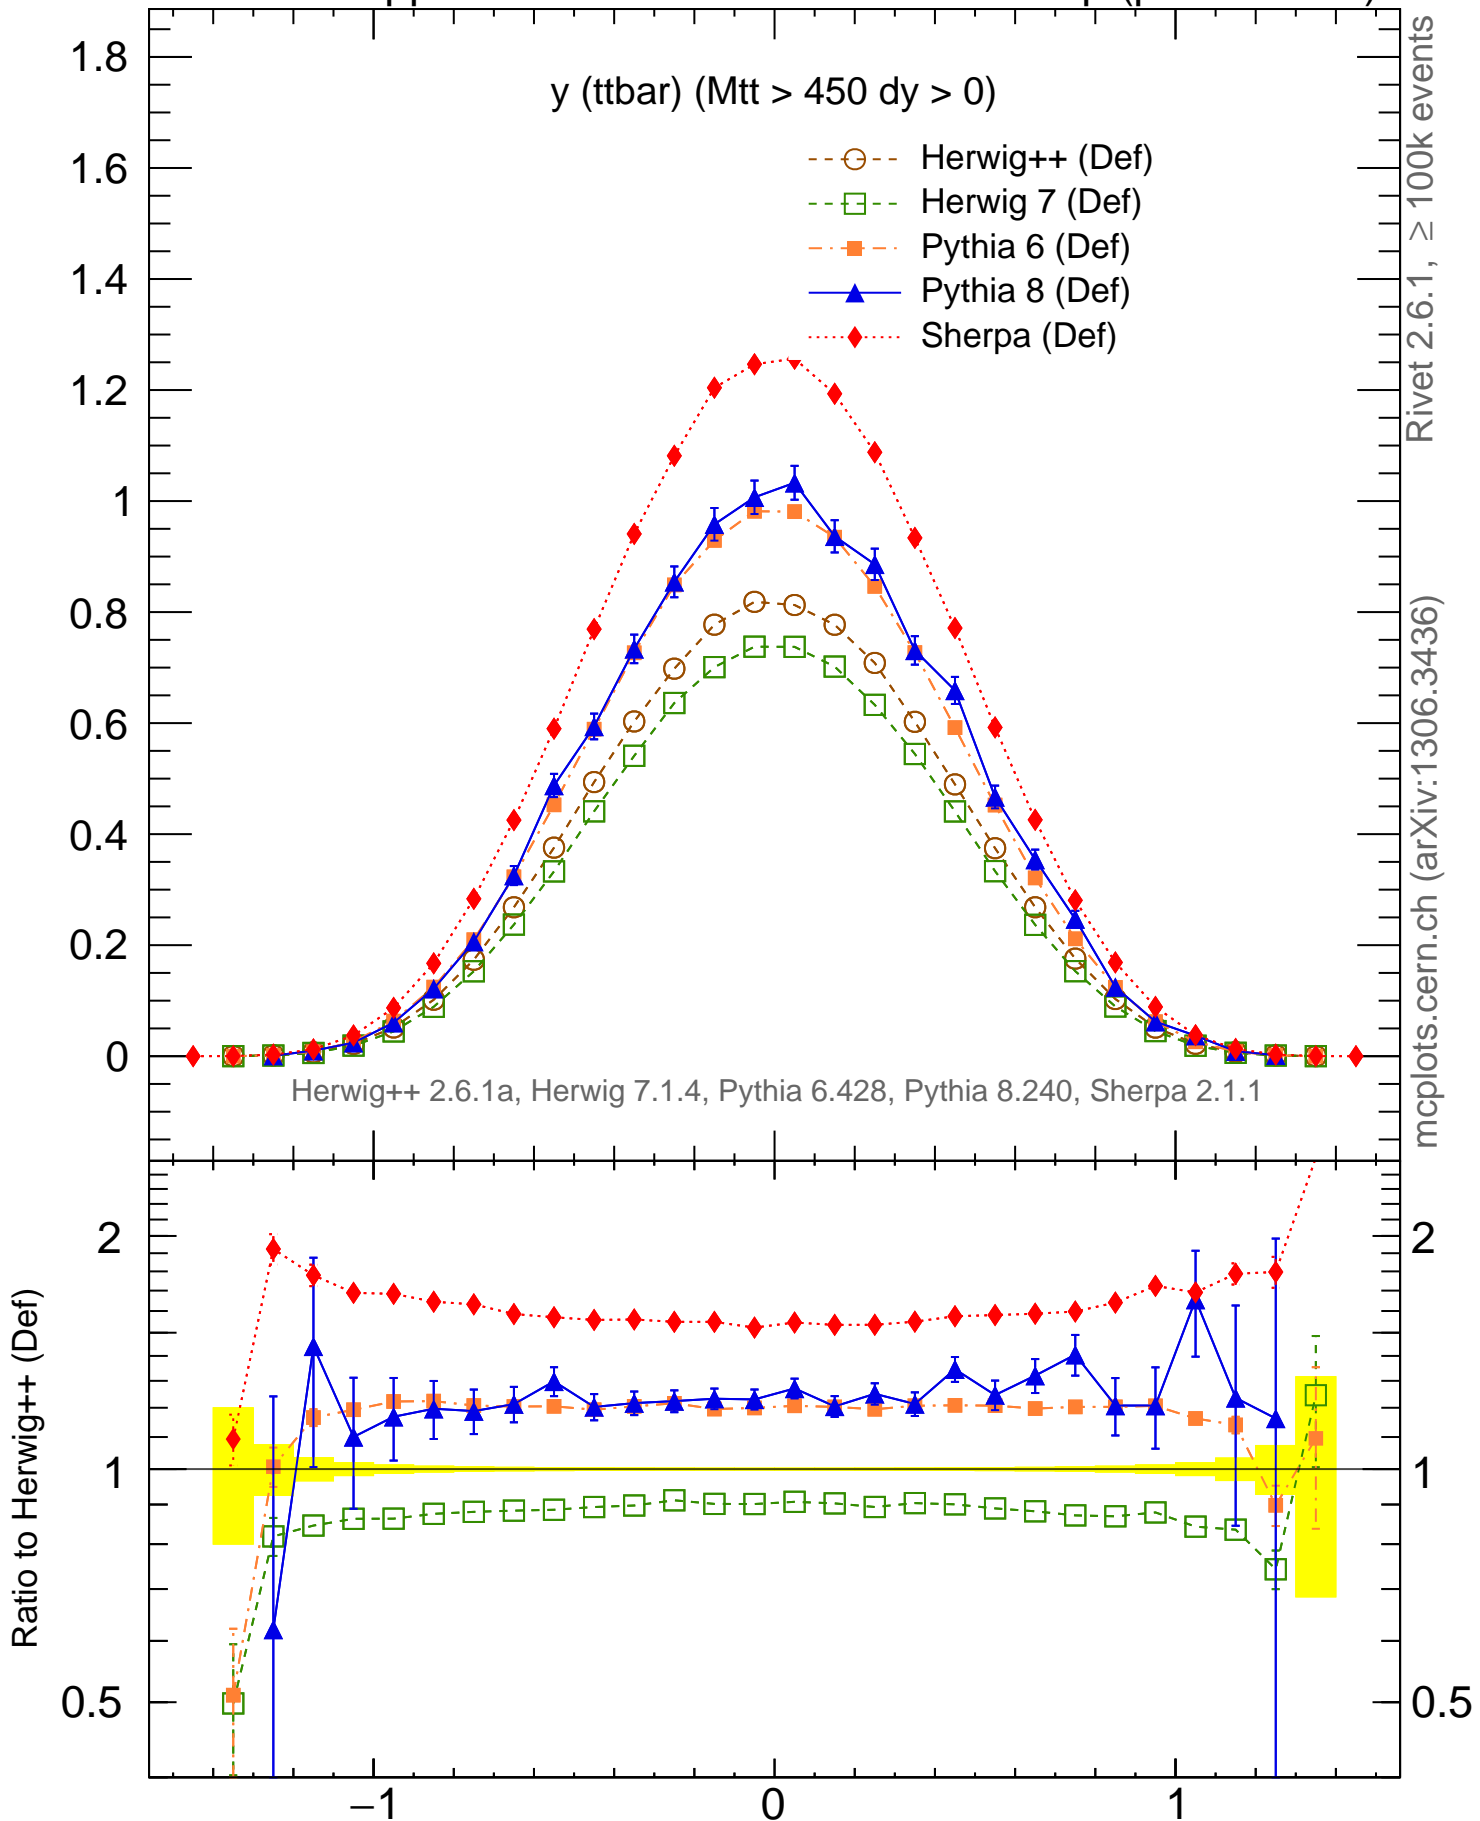 y (ttbar) (Mtt > 450 dy > 0)
Herwig++ (Def)
Herwig 7 (Def)
Pythia 6 (Def)
Pythia 8 (Def)
Sherpa (Def)
1.8
1.6
1.4
1.2
1
0.8
0.6
0.4
0.2
0
Herwig++ 2.6.1a, Herwig 7.1.4, Pythia 6.428, Pythia 8.240, Sherpa 2.1.1
Rivet 2.6.1, ≥ 100k events
mcplots.cern.ch (arXiv:1306.3436)
Ratio to Herwig++ (Def)
2
1
0.5
2
1
0.5
−1
0
1